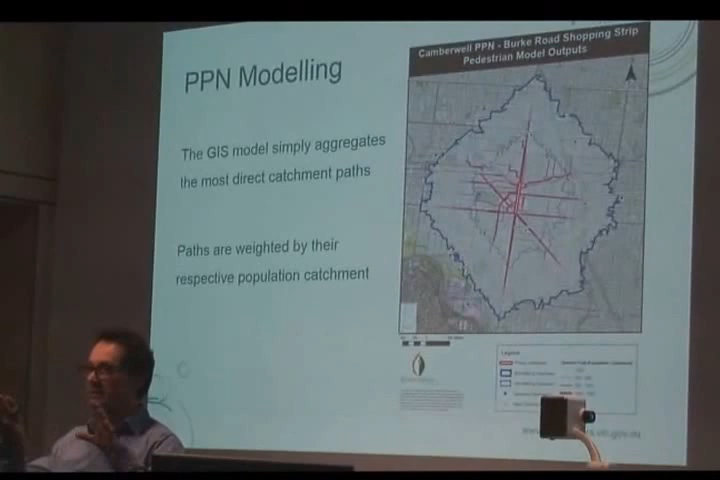 PPN Modelling
The GIS model simply aggregates
the most direct catchment paths
Paths are weighted by their
respective population catchment
Camberwell PPN - Burke Road Shopping Strip
Pedestrian Model Outputs
Legend